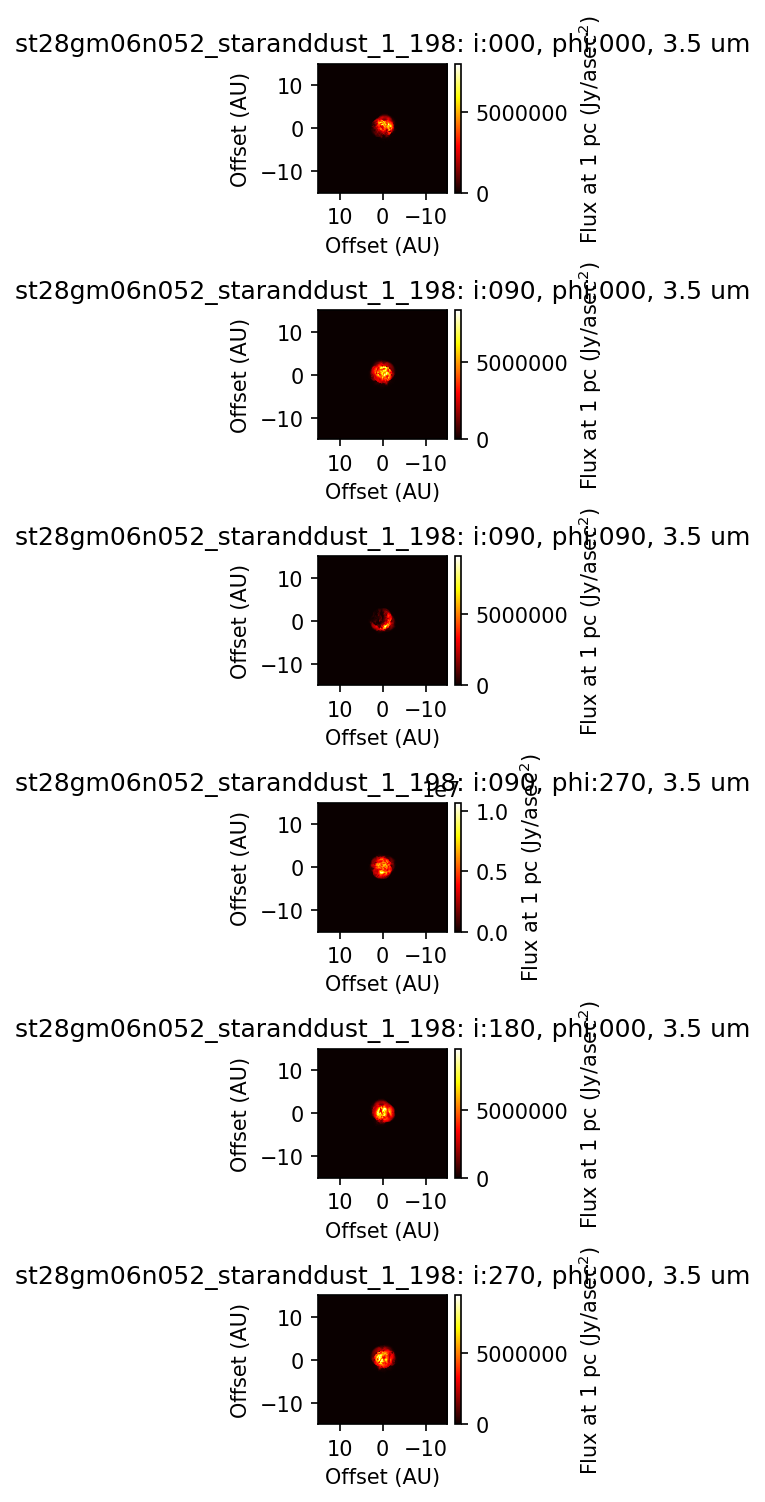 st28gm06n052_staranddust_1_198: i:000, phi:000, 3.5 um
10
0
−10
Offset (AU)
10 0 −10
Offset (AU)
5000000
0
Flux at 1 pc (Jy/asec²)
st28gm06n052_staranddust_1_198: i:090, phi:000, 3.5 um
10
0
−10
Offset (AU)
10 0 −10
Offset (AU)
5000000
0
Flux at 1 pc (Jy/asec²)
st28gm06n052_staranddust_1_198: i:090, phi:090, 3.5 um
10
0
−10
Offset (AU)
10 0 −10
Offset (AU)
5000000
0
Flux at 1 pc (Jy/asec²)
st28gm06n052_staranddust_1_198: i:090, phi:270, 3.5 um
1e7
10
0
−10
Offset (AU)
10 0 −10
Offset (AU)
1.0
0.5
0.0
Flux at 1 pc (Jy/asec²)
st28gm06n052_staranddust_1_198: i:180, phi:000, 3.5 um
10
0
−10
Offset (AU)
10 0 −10
Offset (AU)
5000000
0
Flux at 1 pc (Jy/asec²)
st28gm06n052_staranddust_1_198: i:270, phi:000, 3.5 um
10
0
−10
Offset (AU)
10 0 −10
Offset (AU)
5000000
0
Flux at 1 pc (Jy/asec²)